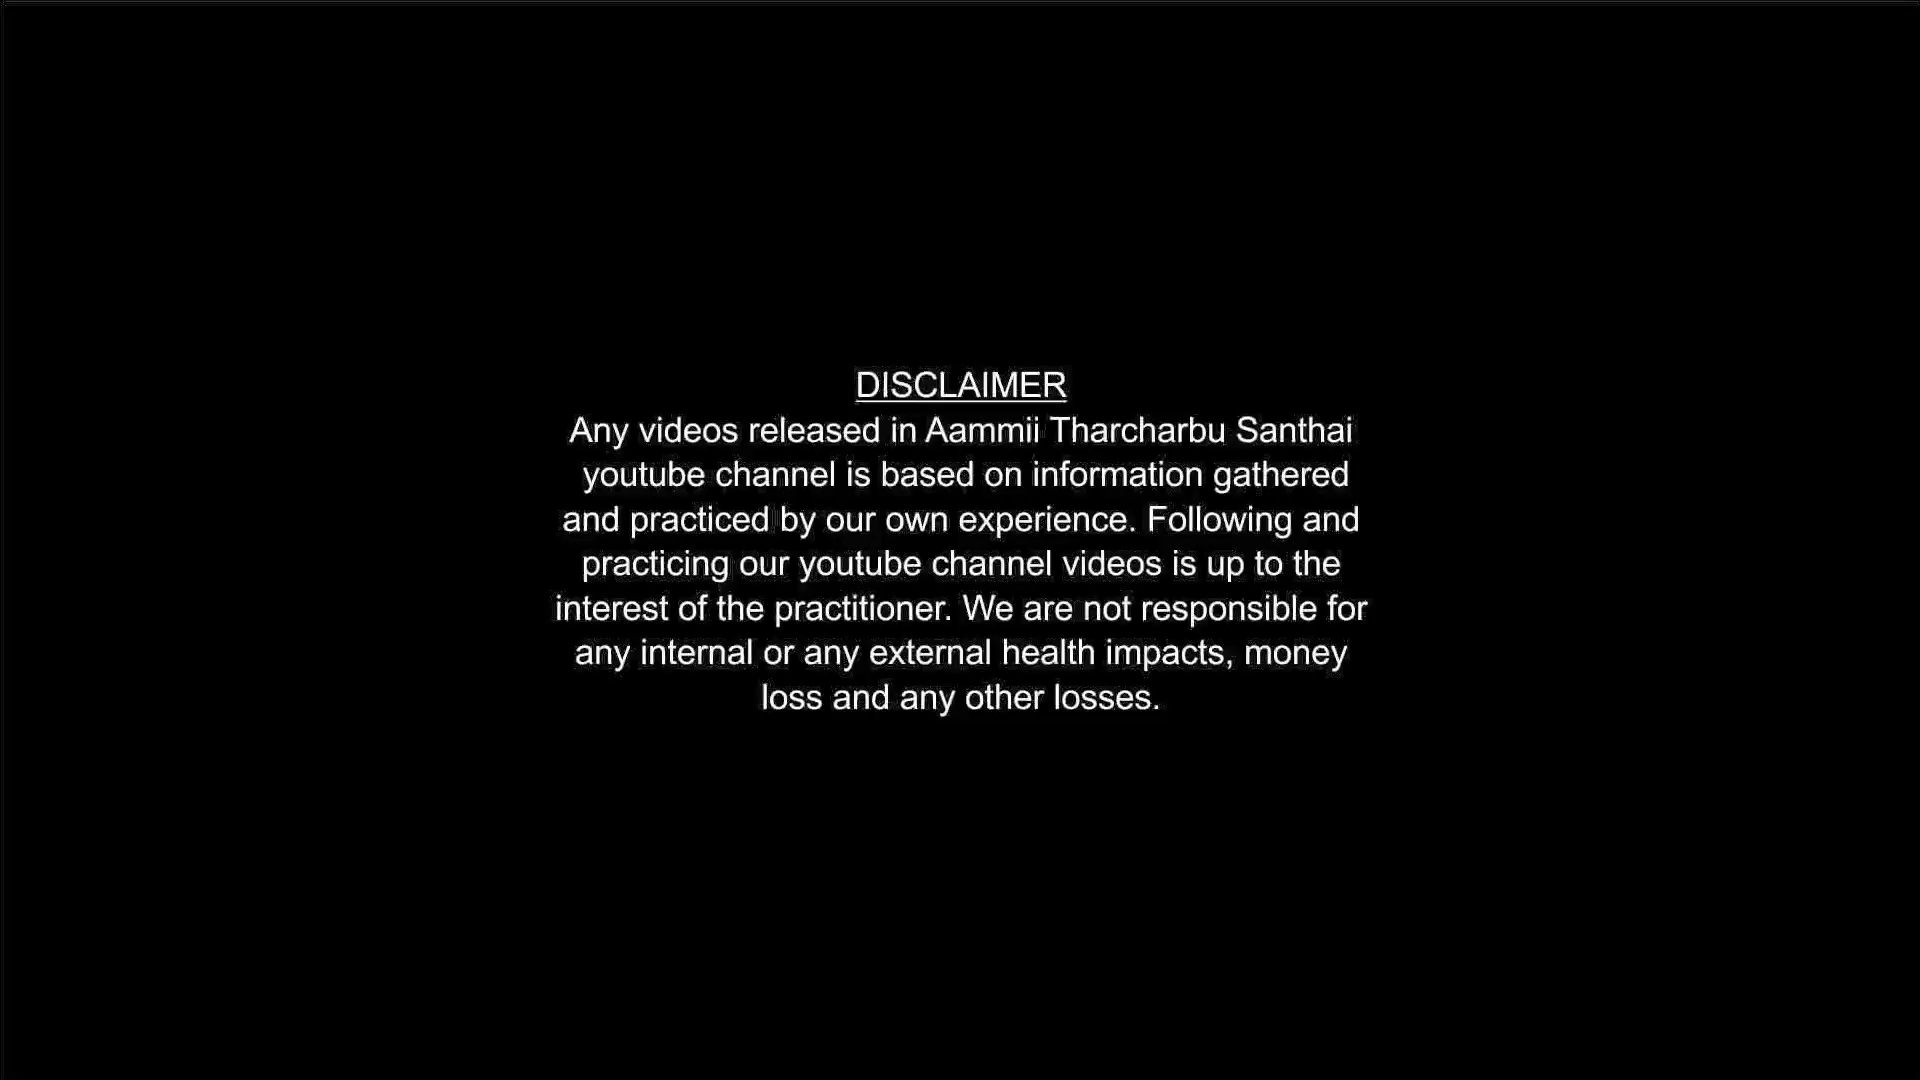 DISCLAIMER
Any videos released in Aammii Tharcharbu Santhai
youtube channel is based on information gathered
and practiced by our own experience. Following and
practicing our youtube channel videos is up to the
interest of the practitioner. We are not responsible for
any internal or any external health impacts, money
loss and any other losses.